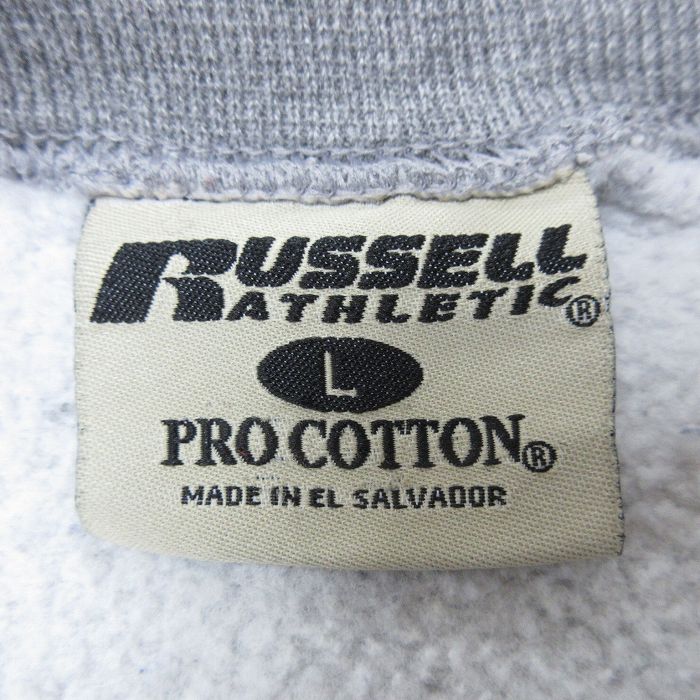 RUSSELL
ATHLETIC®
L
PRO COTTON®
MADE IN EL SALVADOR